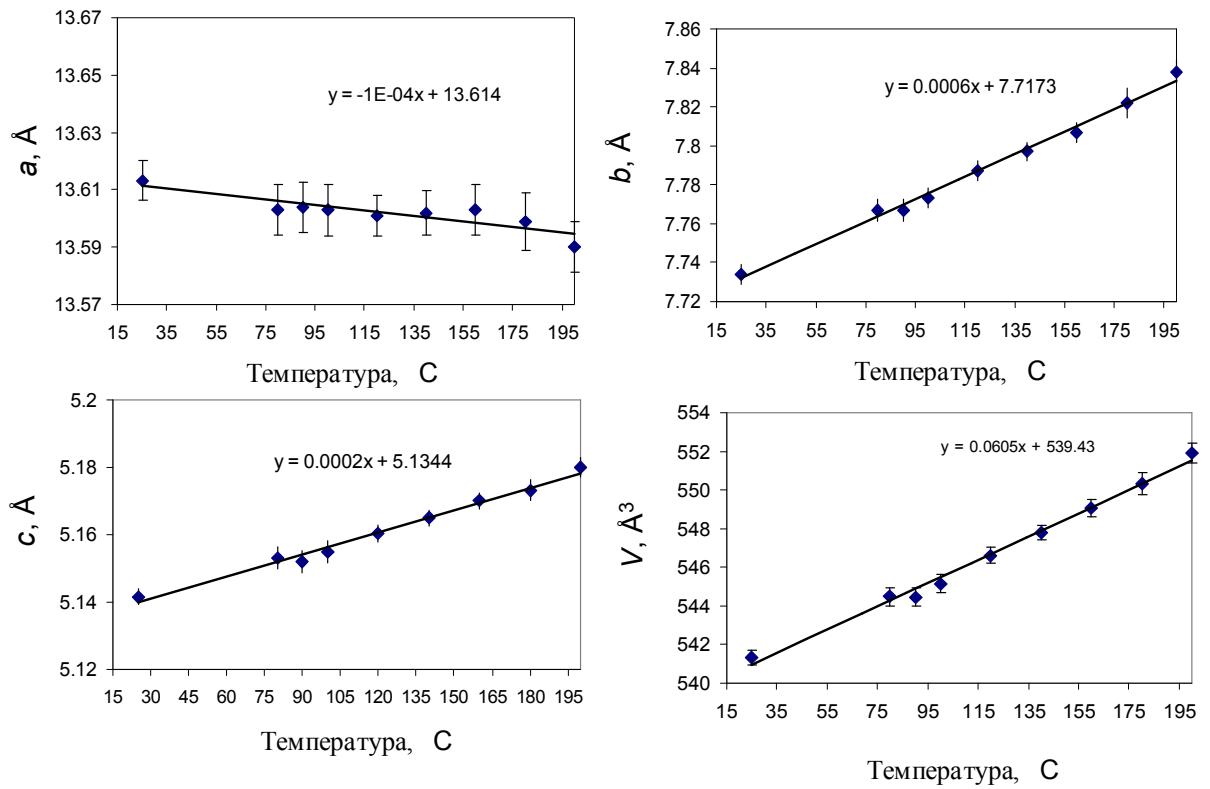 13.67
13.65
13.63
13.61
13.59
13.57
a, Å
y = -1E-04x + 13.614
15 35 55 75 95 115 135 155 175 195
Температура, C
7.86
7.84
7.82
7.8
7.78
7.76
7.74
7.72
b, Å
y = 0.0006x + 7.7173
15 35 55 75 95 115 135 155 175 195
Температура, C
5.2
5.18
5.16
5.14
5.12
c, Å
y = 0.0002x + 5.1344
15 30 45 60 75 90 105 120 135 150 165 180 195
Температура, C
554
552
550
548
546
544
542
540
V, Å³
y = 0.0605x + 539.43
15 35 55 75 95 115 135 155 175 195
Температура, C